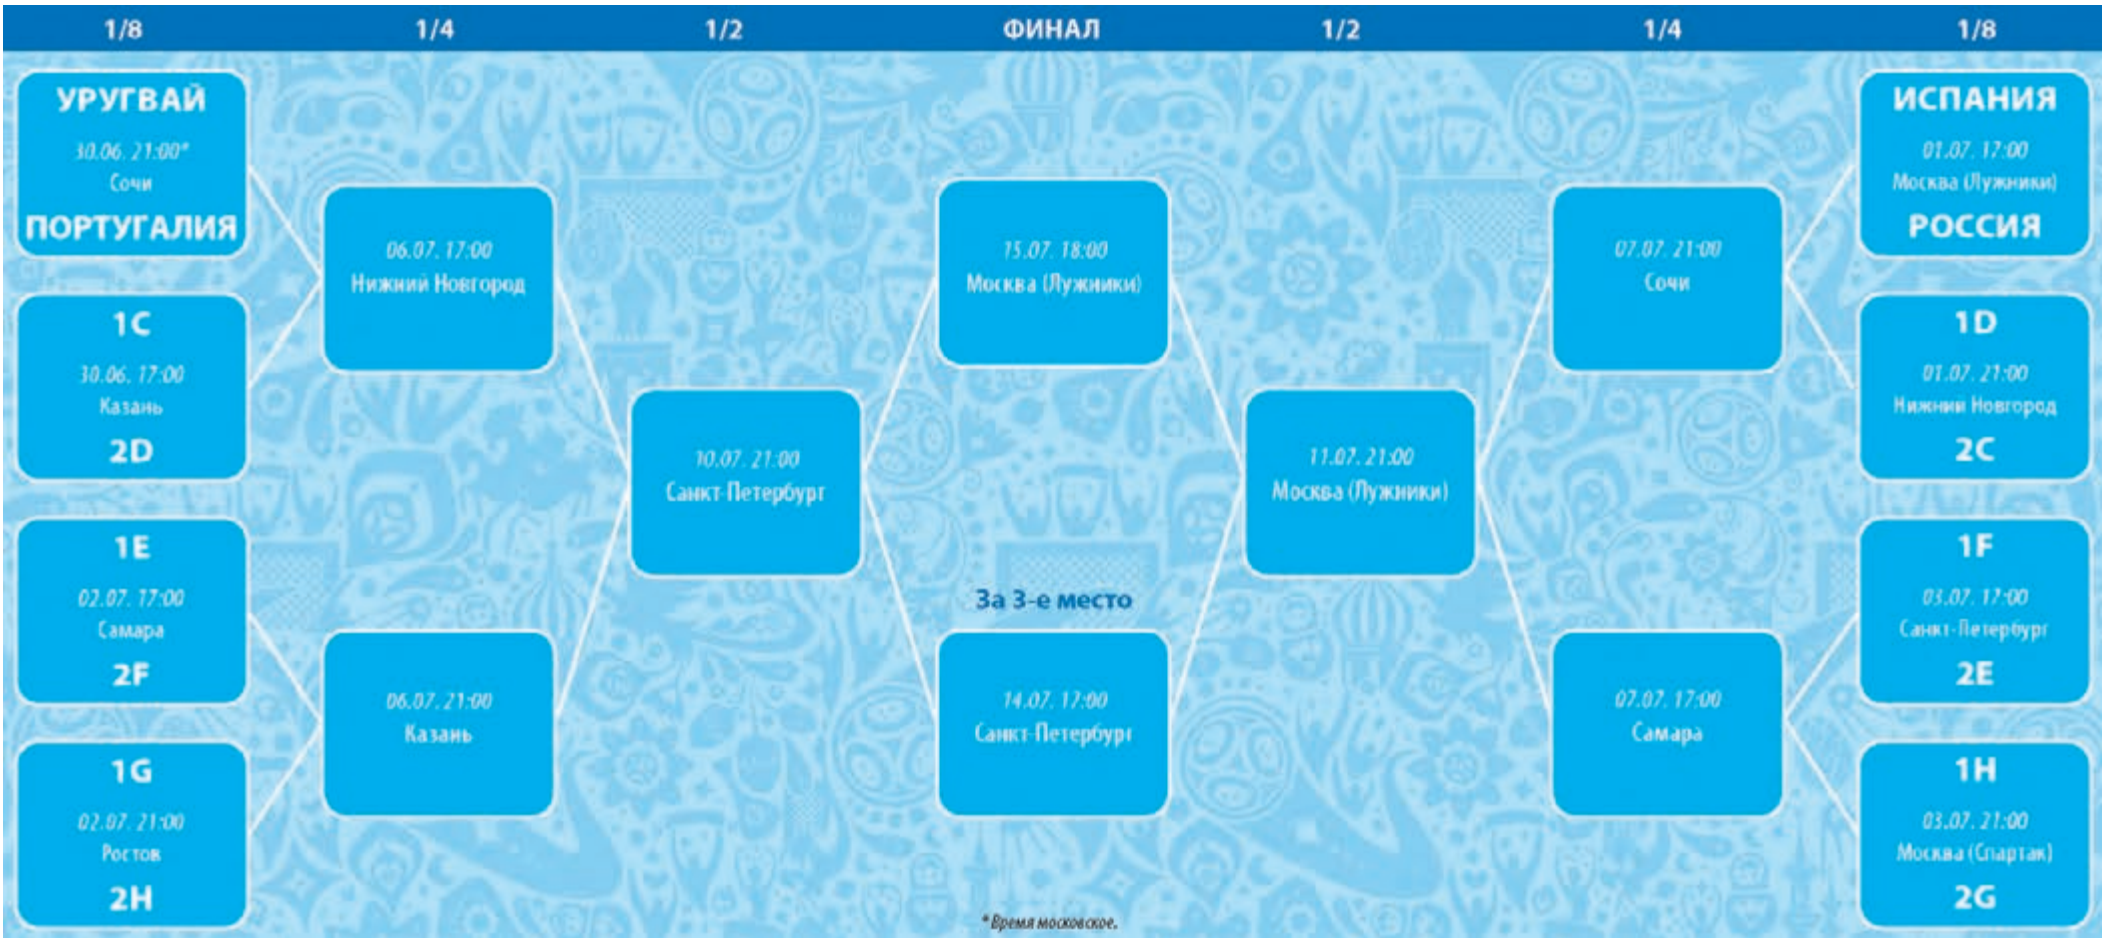 1/8 1/4 1/2 ФИНАЛ 1/2 1/4 1/8
УРУГВАЙ
30.06. 21:00*
Сочи
ПОРТУГАЛИЯ
1C
30.06. 17:00
Казань
2D
1E
02.07. 17:00
Самара
2F
1G
02.07. 21:00
Ростов
2H
06.07. 17:00
Нижний Новгород
06.07. 21:00
Казань
10.07. 21:00
Санкт-Петербург
15.07. 18:00
Москва (Лужники)
За 3-е место
14.07. 17:00
Санкт-Петербург
* Время московское.
11.07. 21:00
Москва (Лужники)
07.07. 21:00
Сочи
07.07. 17:00
Самара
ИСПАНИЯ
01.07. 17:00
Москва (Лужники)
РОССИЯ
1D
01.07. 21:00
Нижний Новгород
2C
1F
03.07. 17:00
Санкт-Петербург
2E
1H
03.07. 21:00
Москва (Спартак)
2G